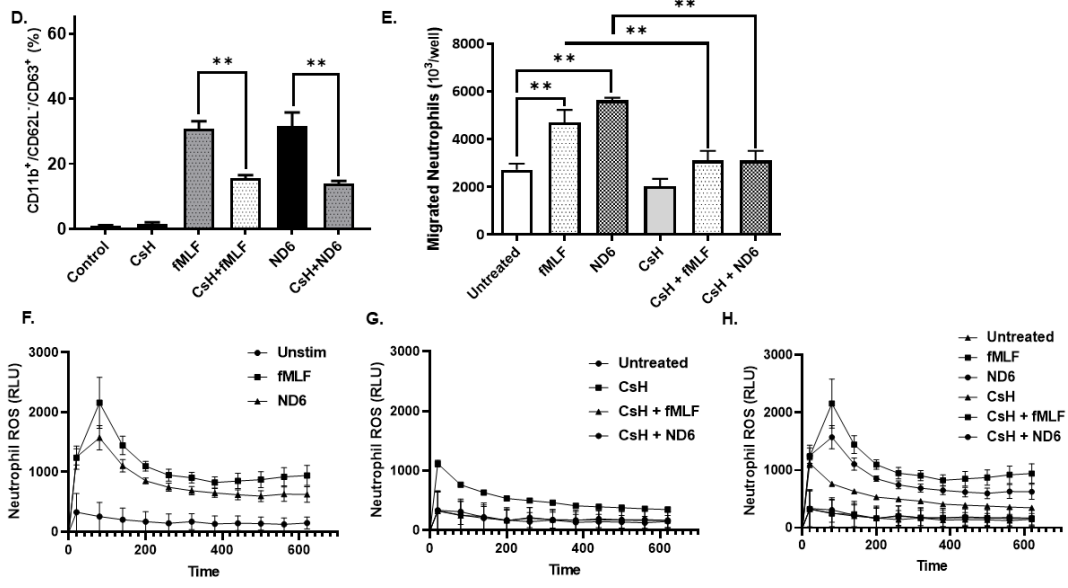 D.
CD11b⁺/CD62L⁻/CD63⁺ (%)
60
40
20
0
**
**
Control
CsH
fMLF
CsH+fMLF
ND6
CsH+ND6
E.
Migrated Neutrophils (10³/well)
8000
6000
4000
2000
0
**
**
**
**
Untreated
fMLF
ND6
CsH
CsH + fMLF
CsH + ND6
F.
Neutrophil ROS (RLU)
3000
2000
1000
0
0
200
400
600
Time
Unstim
fMLF
ND6
G.
Neutrophil ROS (RLU)
3000
2000
1000
0
0
200
400
600
Time
Untreated
CsH
CsH + fMLF
CsH + ND6
H.
Neutrophil ROS (RLU)
3000
2000
1000
0
0
200
400
600
Time
Untreated
fMLF
ND6
CsH
CsH + fMLF
CsH + ND6